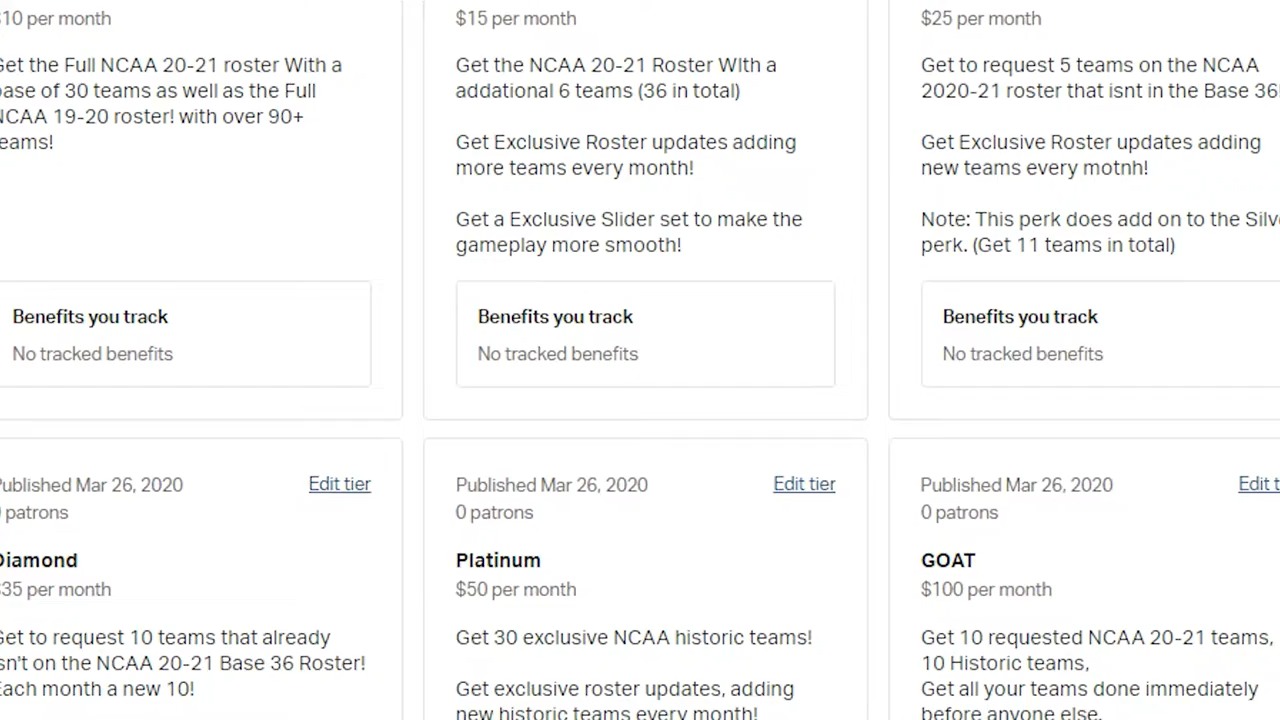 $10 per month
Get the Full NCAA 20-21 roster With a
base of 30 teams as well as the Full
NCAA 19-20 roster! with over 90+
teams!
Benefits you track
No tracked benefits
$15 per month
Get the NCAA 20-21 Roster WIth a
addational 6 teams (36 in total)
Get Exclusive Roster updates adding
more teams every month!
Get a Exclusive Slider set to make the
gameplay more smooth!
Benefits you track
No tracked benefits
$25 per month
Get to request 5 teams on the NCAA
2020-21 roster that isnt in the Base 36!
Get Exclusive Roster updates adding
new teams every motnh!
Note: This perk does add on to the Silve
perk. (Get 11 teams in total)
Benefits you track
No tracked benefits
Published Mar 26, 2020
Edit tier
0 patrons
Diamond
$35 per month
Get to request 10 teams that already
isn't on the NCAA 20-21 Base 36 Roster!
Each month a new 10!
Published Mar 26, 2020
Edit tier
0 patrons
Platinum
$50 per month
Get 30 exclusive NCAA historic teams!
Get exclusive roster updates, adding
new historic teams every month!
Published Mar 26, 2020
Edit t
0 patrons
GOAT
$100 per month
Get 10 requested NCAA 20-21 teams,
10 Historic teams,
Get all your teams done immediately
before anyone else.